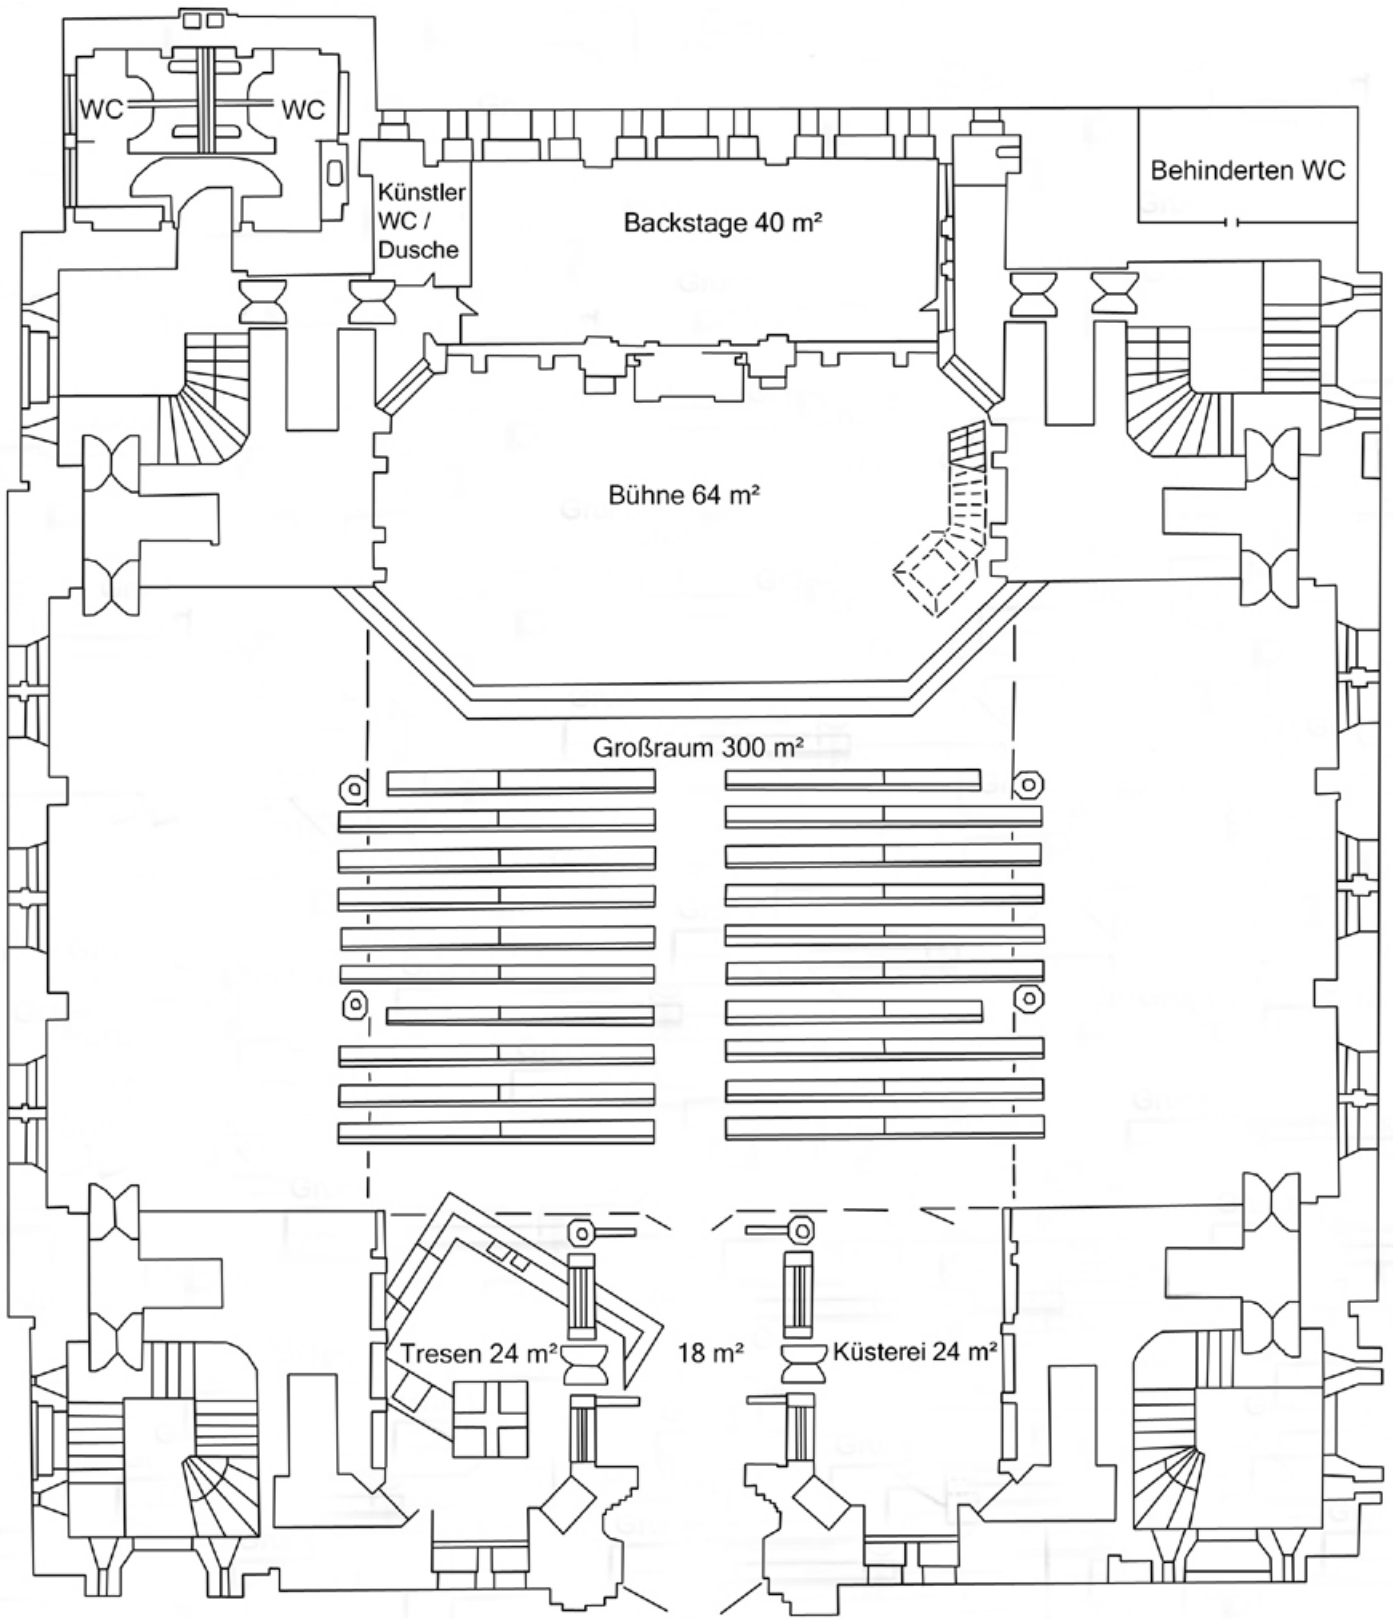 WC
WC
Behinderten WC
Künstler
WC /
Dusche
Backstage 40 m²
Bühne 64 m²
Großraum 300 m²
Tresen 24 m²
18 m²
Küsterei 24 m²